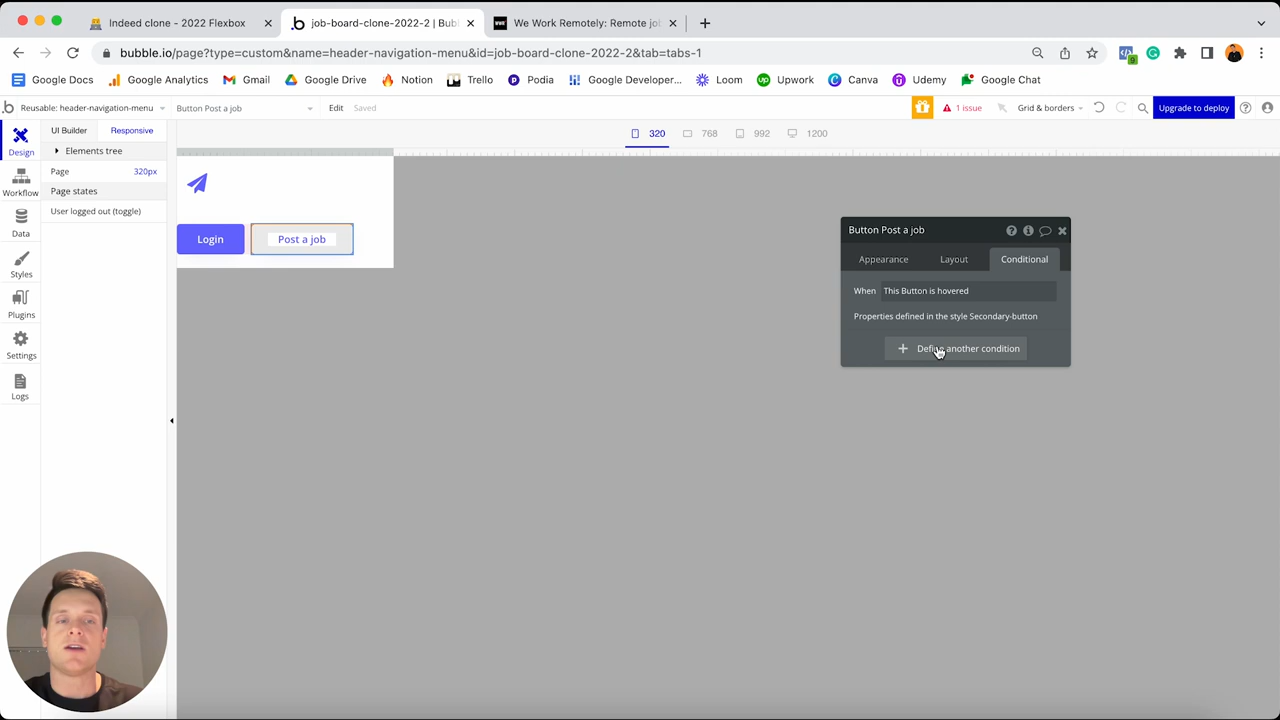 Indeed clone - 2022 Flexbox
job-board-clone-2022-2 | Bubl
We Work Remotely: Remote jo
bubble.io/page?type=custom&name=header-navigation-menu&id=job-board-clone-2022-2&tab=tabs-1
9
Google Docs
Google Analytics
Gmail
Google Drive
Notion
Trello
Podia
Google Developer...
Loom
Upwork
Canva
Udemy
Google Chat
Reusable: header-navigation-menu
Button Post a job
Edit
Saved
1 issue
Grid & borders
Upgrade to deploy
UI Builder
Responsive
320
768
992
1200
Design
Elements tree
Page
320px
Workflow
Page states
User logged out (toggle)
Data
Styles
Plugins
Settings
Logs
Login
Post a job
Button Post a job
Appearance
Layout
Conditional
When
This Button is hovered
Properties defined in the style Secondary-button
Define another condition